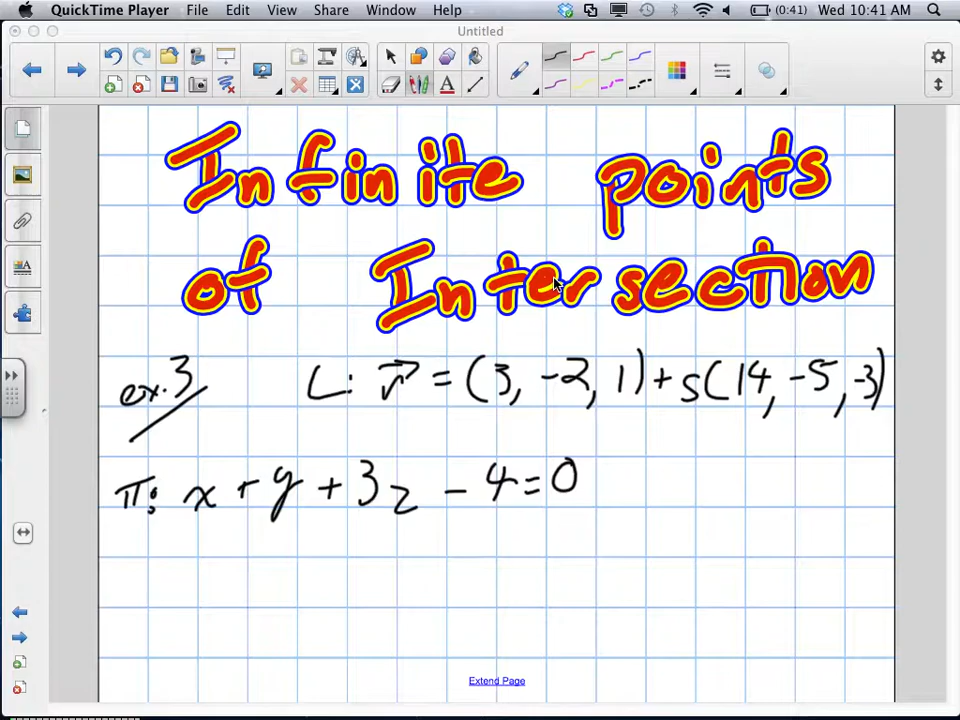 QuickTime Player File Edit View Share Window Help (0:41) Wed 10:41 AM
Untitled
Infinite points
of Intersection
ex.3 L: r⃗ = (3, -2, 1) + s(14, -5, -3)
π: x + y + 3z - 4 = 0
Extend Page